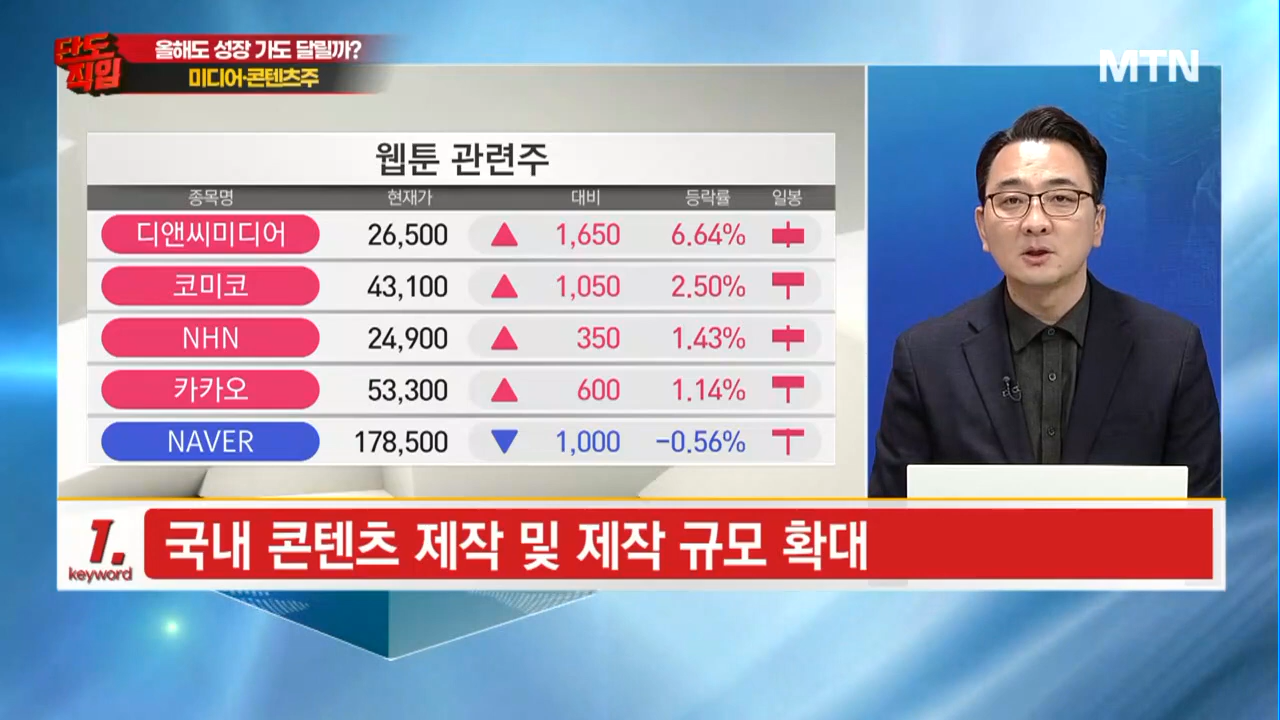 단도
직입
올해도 성장 가도 달릴까?
미디어·콘텐츠주
MTN
웹툰 관련주
종목명 현재가 대비 등락률 일봉
디앤씨미디어 26,500 ▲ 1,650 6.64%
코미코 43,100 ▲ 1,050 2.50%
NHN 24,900 ▲ 350 1.43%
카카오 53,300 ▲ 600 1.14%
NAVER 178,500 ▼ 1,000 -0.56%
1. 국내 콘텐츠 제작 및 제작 규모 확대
keyword